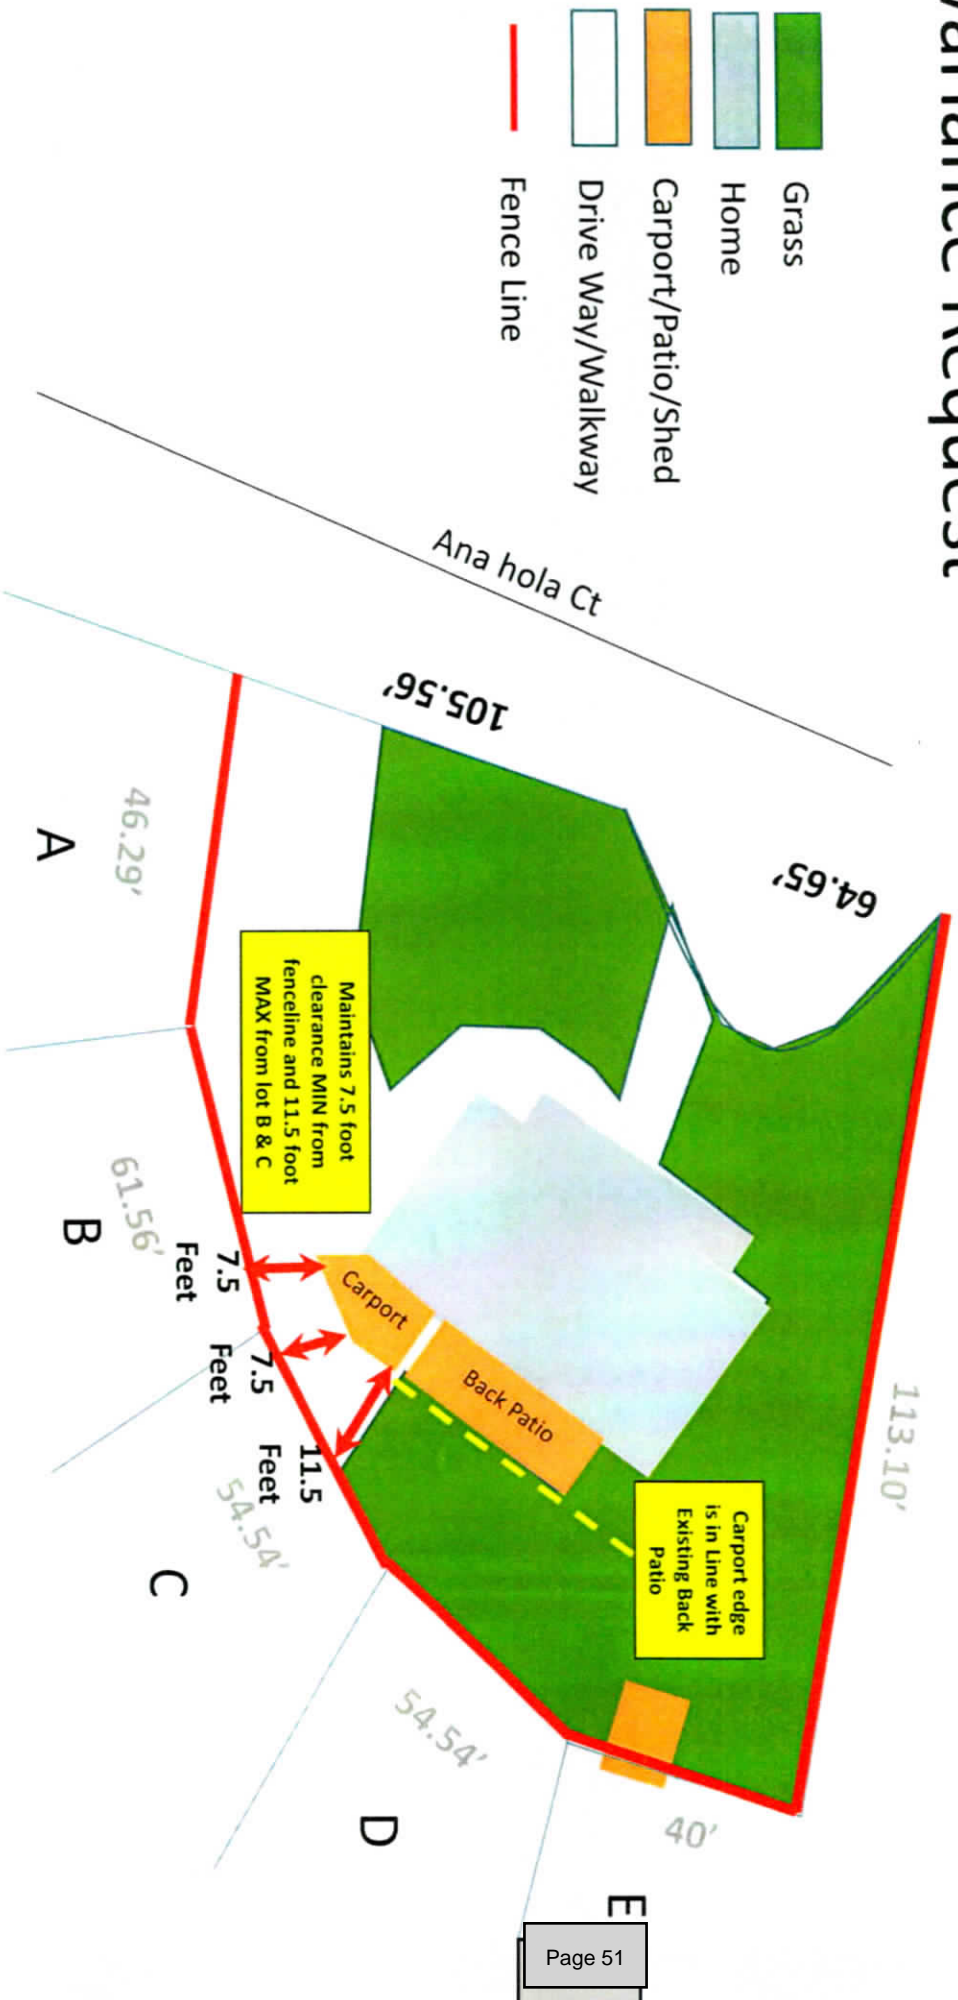 Variance Request
Grass
Home
Carport/Patio/Shed
Drive Way/Walkway
Fence Line
Ana hola Ct
105.56’
64.65’
46.29’
A
Maintains 7.5 foot
clearance MIN from
fenceline and 11.5 foot
MAX from lot B & C
61.56’
B
7.5
Feet
7.5
Feet
11.5
Feet
Carport
Back Patio
113.10’
Carport edge
is in Line with
Existing Back
Patio
54.54’
C
54.54’
D
40’
E
Page 51